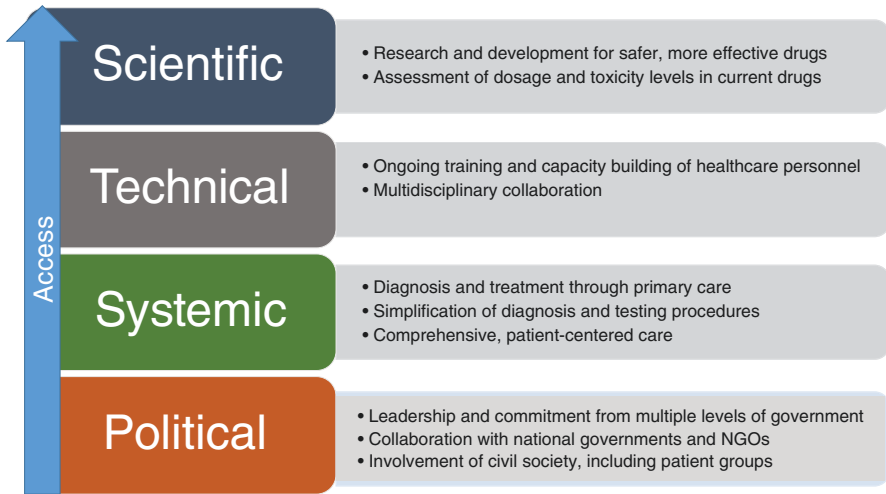 Access
Scientific
• Research and development for safer, more effective drugs
• Assessment of dosage and toxicity levels in current drugs
Technical
• Ongoing training and capacity building of healthcare personnel
• Multidisciplinary collaboration
Systemic
• Diagnosis and treatment through primary care
• Simplification of diagnosis and testing procedures
• Comprehensive, patient-centered care
Political
• Leadership and commitment from multiple levels of government
• Collaboration with national governments and NGOs
• Involvement of civil society, including patient groups